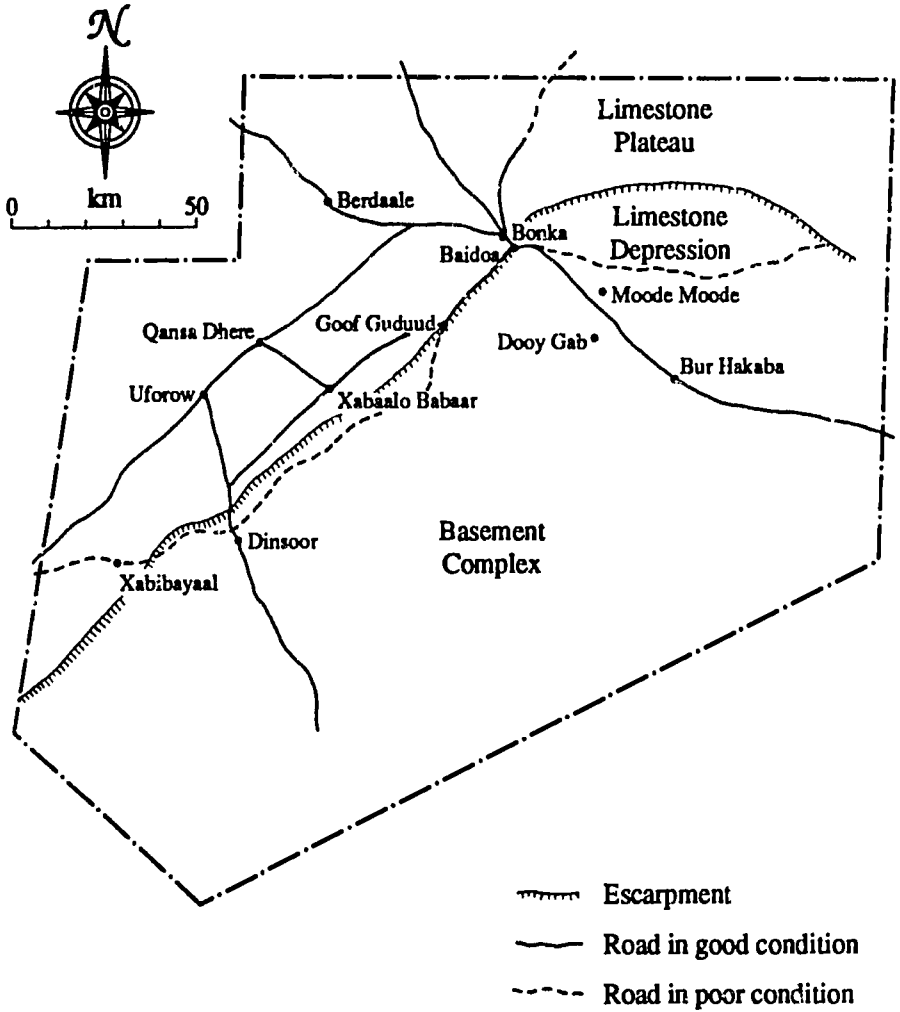 N
km
0 50
Limestone
Plateau
Berdaale
Limestone
Depression
Bonka
Baidoa
Moode Moode
Qansa Dhere
Goof Guduud
Dooy Gab
Bur Hakaba
Uforow
Xabaalo Babaar
Basement
Complex
Dinsoor
Xabibayaal
Escarpment
Road in good condition
Road in poor condition